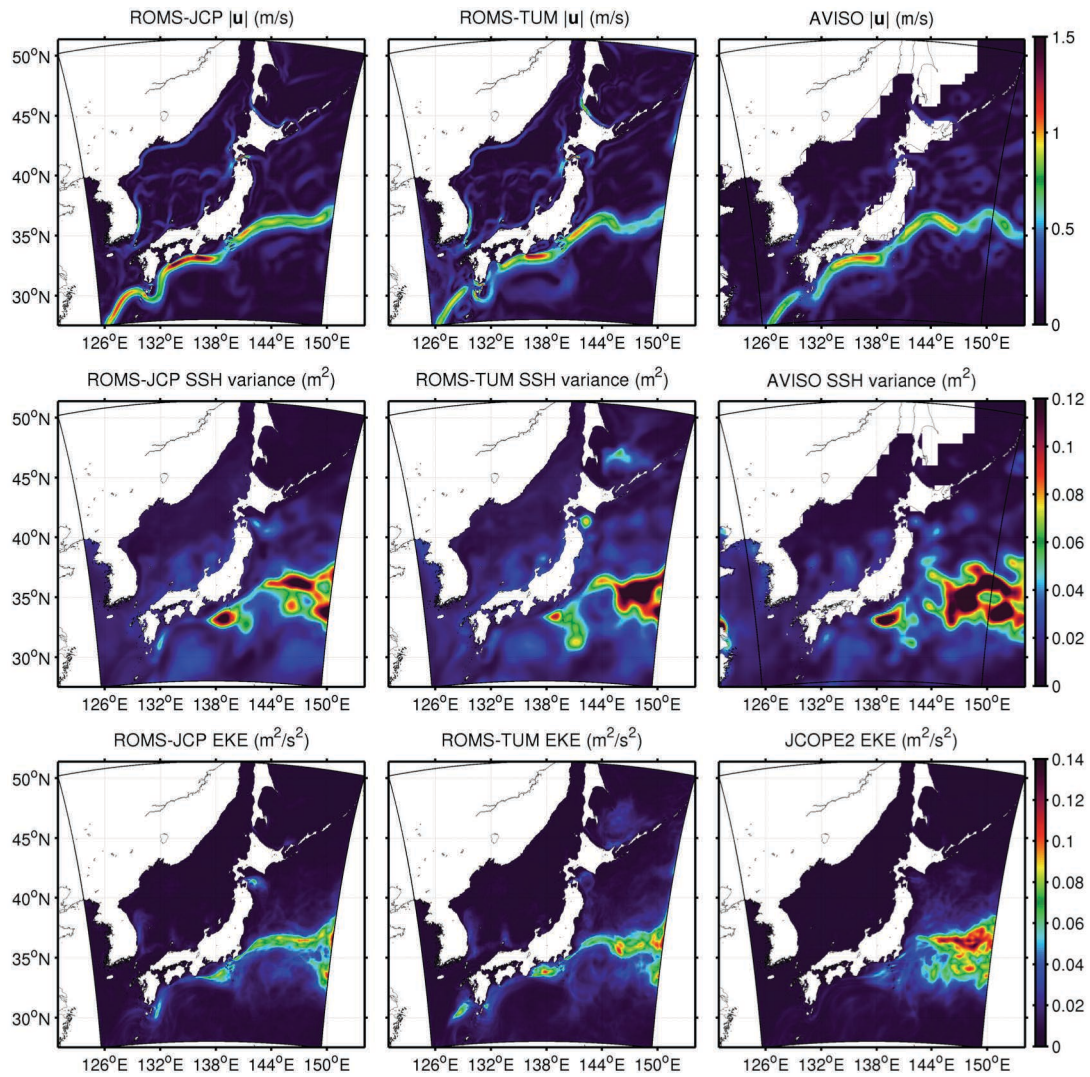 ROMS-JCP |u| (m/s) ROMS-TUM |u| (m/s) AVISO |u| (m/s)
50°N 1.5
45°N
1
40°N
35°N 0.5
30°N
0
126°E 132°E 138°E 144°E 150°E 126°E 132°E 138°E 144°E 150°E 126°E 132°E 138°E 144°E 150°E
ROMS-JCP SSH variance (m²) ROMS-TUM SSH variance (m²) AVISO SSH variance (m²)
0.12
50°N
0.1
45°N
0.08
40°N 0.06
35°N 0.04
30°N 0.02
0
126°E 132°E 138°E 144°E 150°E 126°E 132°E 138°E 144°E 150°E 126°E 132°E 138°E 144°E 150°E
ROMS-JCP EKE (m²/s²) ROMS-TUM EKE (m²/s²) JCOPE2 EKE (m²/s²)
0.14
50°N
0.12
45°N 0.1
0.08
40°N
0.06
35°N 0.04
30°N 0.02
0
126°E 132°E 138°E 144°E 150°E 126°E 132°E 138°E 144°E 150°E 126°E 132°E 138°E 144°E 150°E